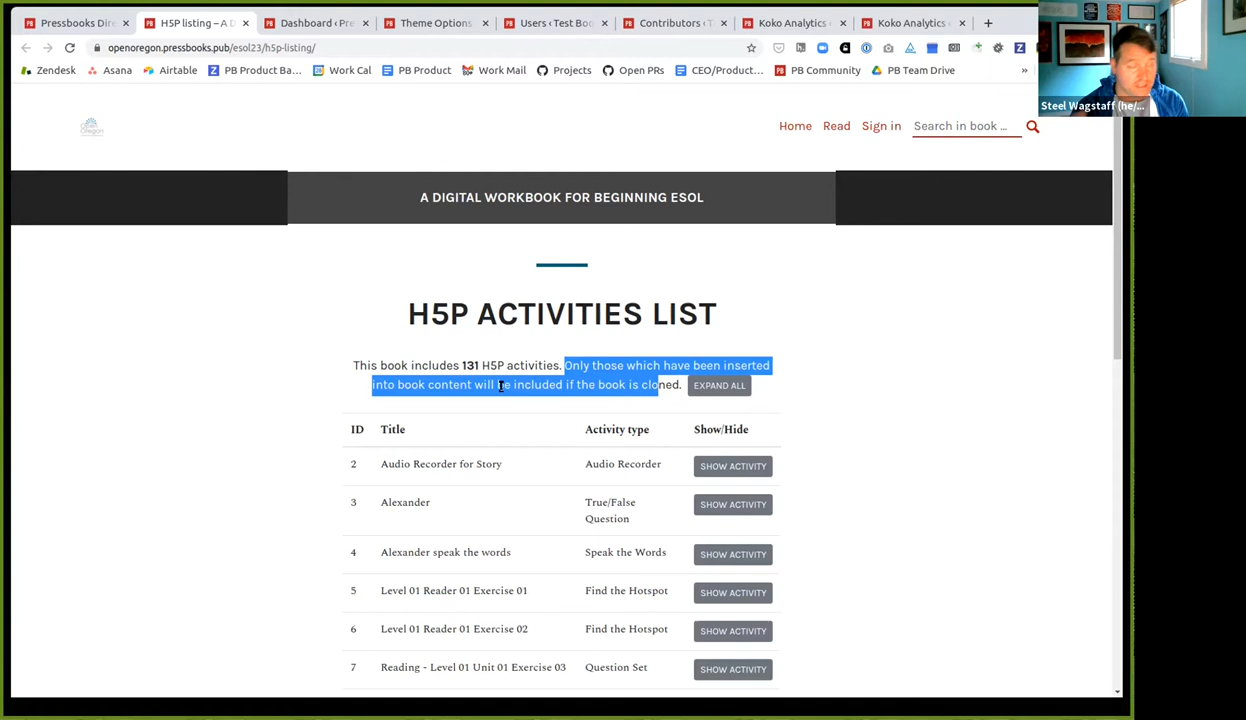 Pressbooks Dire
H5P listing – A D
Dashboard ‹ Pre
Theme Options
Users ‹ Test Boo
Contributors ‹ T
Koko Analytics ‹
Koko Analytics ‹
openoregon.pressbooks.pub/esol23/h5p-listing/
Zendesk
Asana
Airtable
PB Product Ba...
Work Cal
PB Product
Work Mail
Projects
Open PRs
CEO/Product...
PB Community
PB Team Drive
»
Steel Wagstaff (he/...
Open Oregon
Home
Read
Sign in
Search in book ...
A DIGITAL WORKBOOK FOR BEGINNING ESOL
H5P ACTIVITIES LIST
This book includes 131 H5P activities. Only those which have been inserted
into book content will be included if the book is cloned. EXPAND ALL
ID Title Activity type Show/Hide
2 Audio Recorder for Story Audio Recorder SHOW ACTIVITY
3 Alexander True/False Question SHOW ACTIVITY
4 Alexander speak the words Speak the Words SHOW ACTIVITY
5 Level 01 Reader 01 Exercise 01 Find the Hotspot SHOW ACTIVITY
6 Level 01 Reader 01 Exercise 02 Find the Hotspot SHOW ACTIVITY
7 Reading - Level 01 Unit 01 Exercise 03 Question Set SHOW ACTIVITY